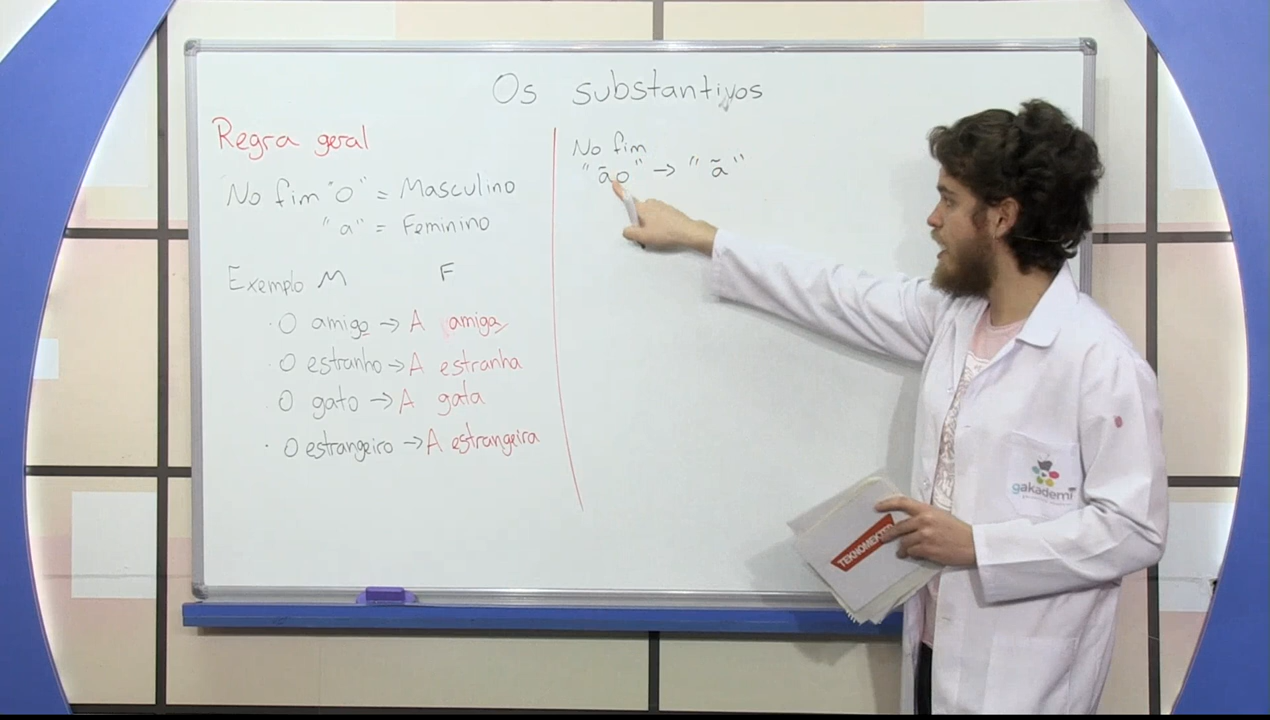 Os substantivos
Regra geral
No fim "o" = Masculino
"a" = Feminino
Exemplo M F
· O amigo → A amiga
· O estranho → A estranha
· O gato → A gata
· O estrangeiro → A estrangeira
No fim
"ão" → "ã"
gakademi
TEKNOMEKTEP